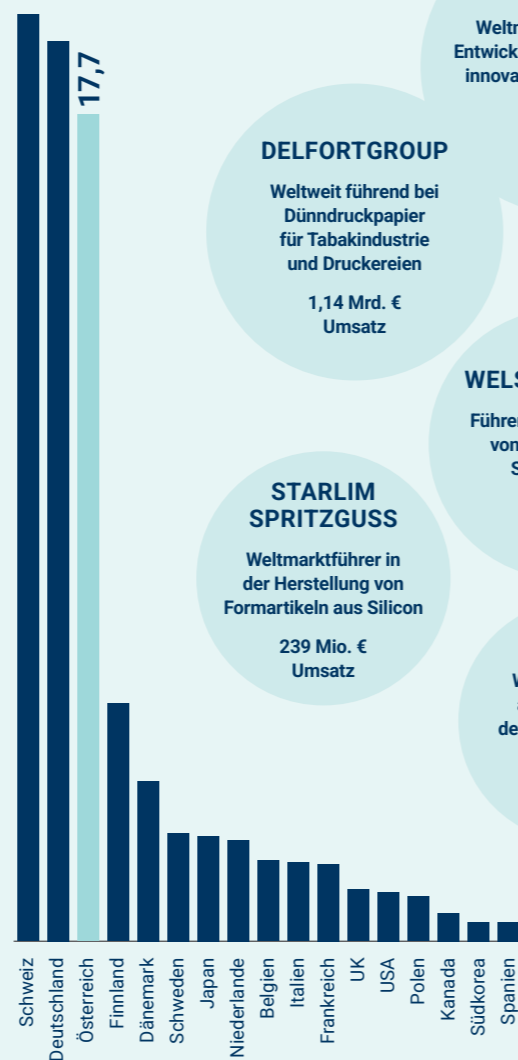 17,7
DELFORTGROUP
Weltweit führend bei
Dünndruckpapier
für Tabakindustrie
und Druckereien
1,14 Mrd. €
Umsatz
STARLIM
SPRITZGUSS
Weltmarktführer in
der Herstellung von
Formartikeln aus Silicon
239 Mio. €
Umsatz
Schweiz
Deutschland
Österreich
Finnland
Dänemark
Schweden
Japan
Niederlande
Belgien
Italien
Frankreich
UK
USA
Polen
Kanada
Südkorea
Spanien